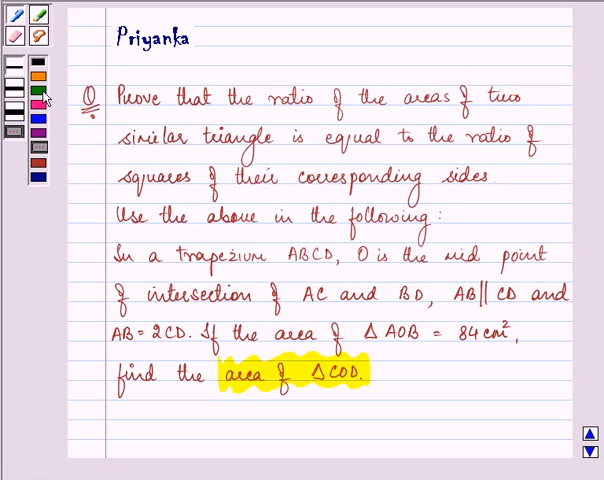 Priyanka
Q Prove that the ratio of the areas of two
similar triangle is equal to the ratio of
squares of their corresponding sides.
Use the above in the following:
In a trapezium ABCD, O is the mid point
of intersection of AC and BD, AB || CD and
AB = 2CD. If the area of Δ AOB = 84 cm²,
find the area of ΔCOD.